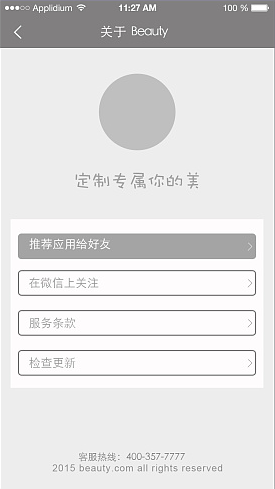 Applidium 11:27 AM 100 %
关于 Beauty
定制专属你的美
推荐应用给好友
在微信上关注
服务条款
检查更新
客服热线：400-357-7777
2015 beauty.com all rights reserved